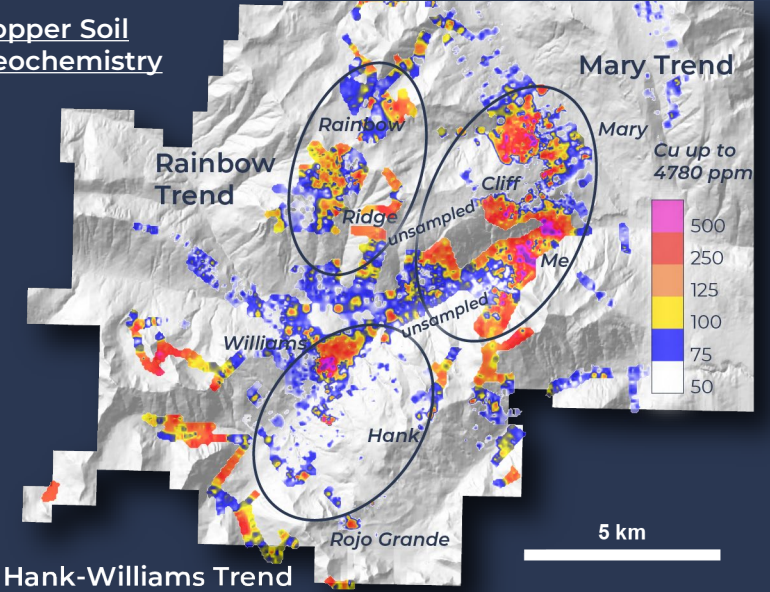 opper Soil
eochemistry
Mary Trend
Rainbow
Mary
Cu up to
4780 ppm
Rainbow
Trend
Cliff
Ridge
unsampled
500
250
125
100
75
50
Me
unsampled
Williams
Hank
5 km
Rojo Grande
Hank-Williams Trend